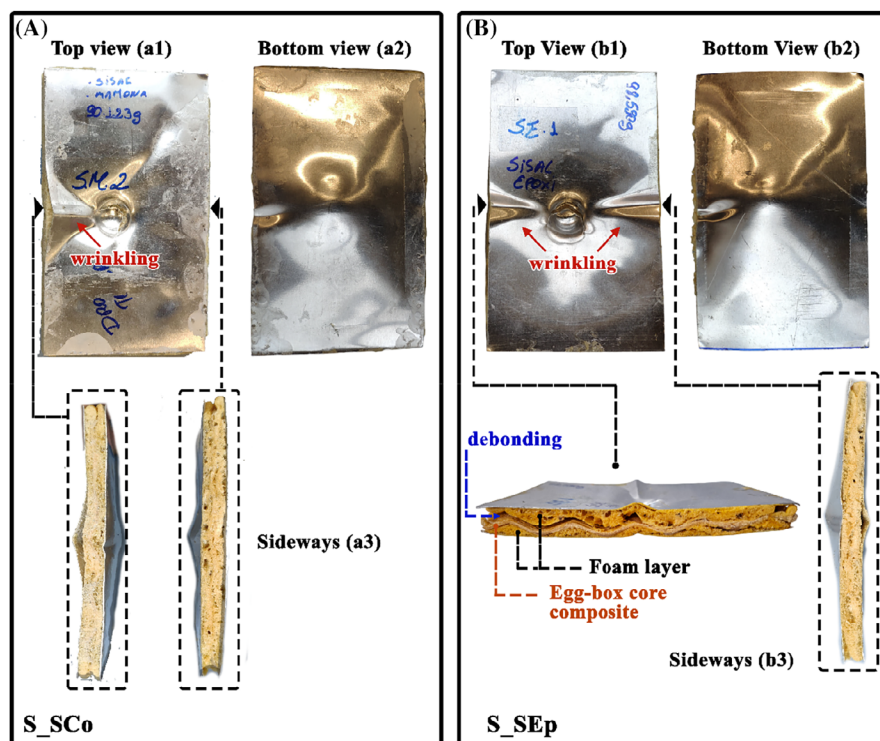 (A)
Top view (a1)
Bottom view (a2)
. SiSAL
. MAMONA
90.123g
SM.2
wrinkling
Sideways (a3)
S_SCo
(B)
Top View (b1)
Bottom View (b2)
SE.1
SiSAL
EPOXI
wrinkling
debonding
Foam layer
Egg-box core
composite
Sideways (b3)
S_SEp